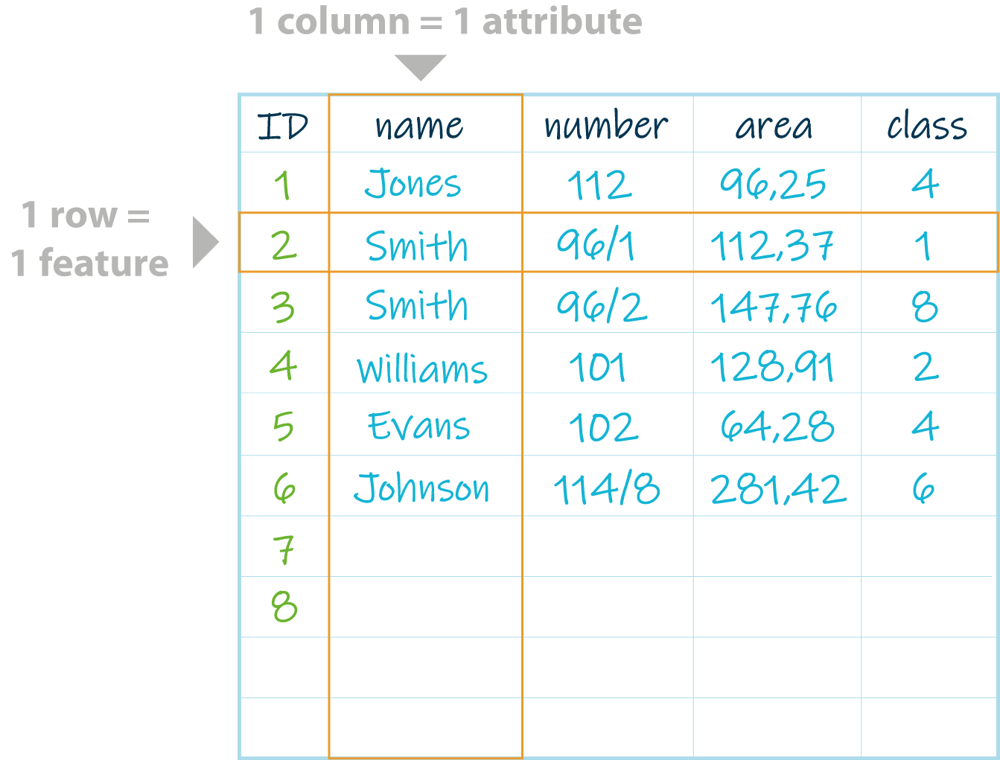 1 column = 1 attribute
1 row =
1 feature
ID name number area class
1 Jones 112 96,25 4
2 Smith 96/1 112,37 1
3 Smith 96/2 147,76 8
4 Williams 101 128,91 2
5 Evans 102 64,28 4
6 Johnson 114/8 281,42 6
7
8